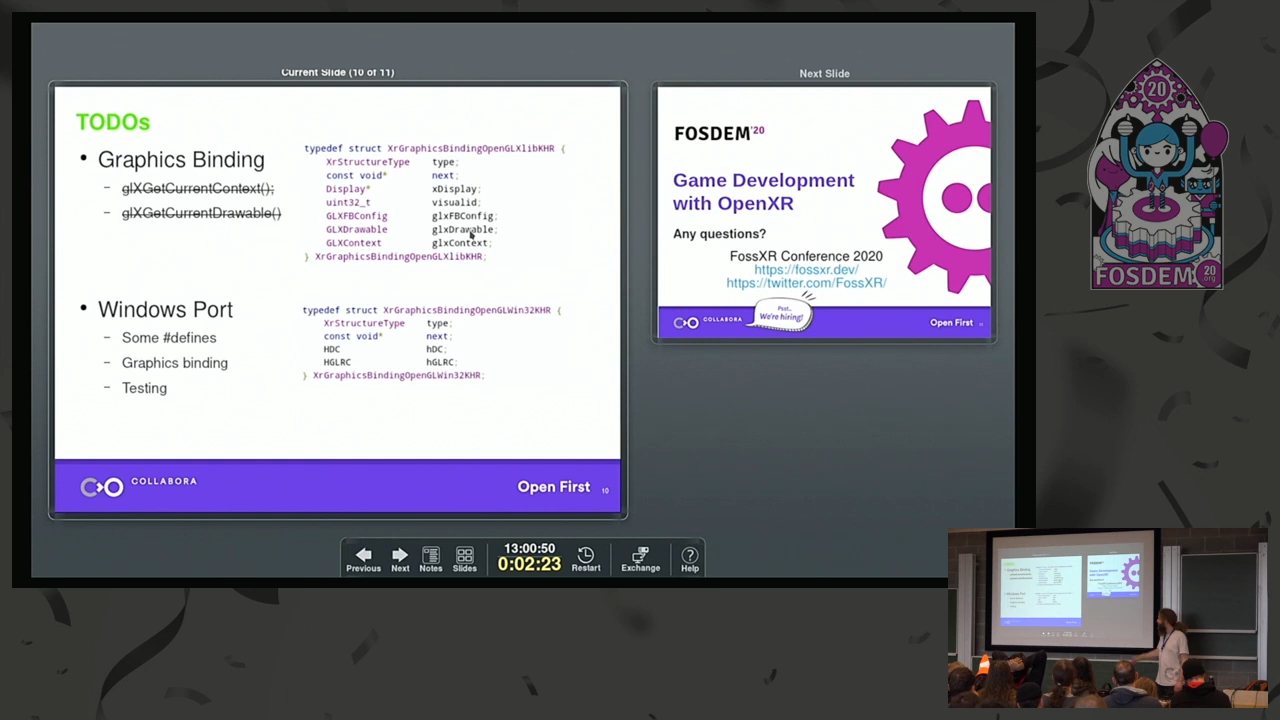 Current Slide (10 of 11)
TODOs
• Graphics Binding
– glXGetCurrentContext();
– glXGetCurrentDrawable()
typedef struct XrGraphicsBindingOpenGLXlibKHR {
XrStructureType type;
const void* next;
Display* xDisplay;
uint32_t visualid;
GLXFBConfig glxFBConfig;
GLXDrawable glxDrawable;
GLXContext glxContext;
} XrGraphicsBindingOpenGLXlibKHR;
• Windows Port
– Some #defines
– Graphics binding
– Testing
typedef struct XrGraphicsBindingOpenGLWin32KHR {
XrStructureType type;
const void* next;
HDC hDC;
HGLRC hGLRC;
} XrGraphicsBindingOpenGLWin32KHR;
COLLABORA
Open First
10
Next Slide
FOSDEM'20
Game Development
with OpenXR
Any questions?
FossXR Conference 2020
https://fossxr.dev/
https://twitter.com/FossXR/
COLLABORA
Psst..
We're hiring!
Open First
11
Previous
Next
Notes
Slides
13:00:50
0:02:23
Restart
Exchange
Help
20
FOSDEM
20
.org